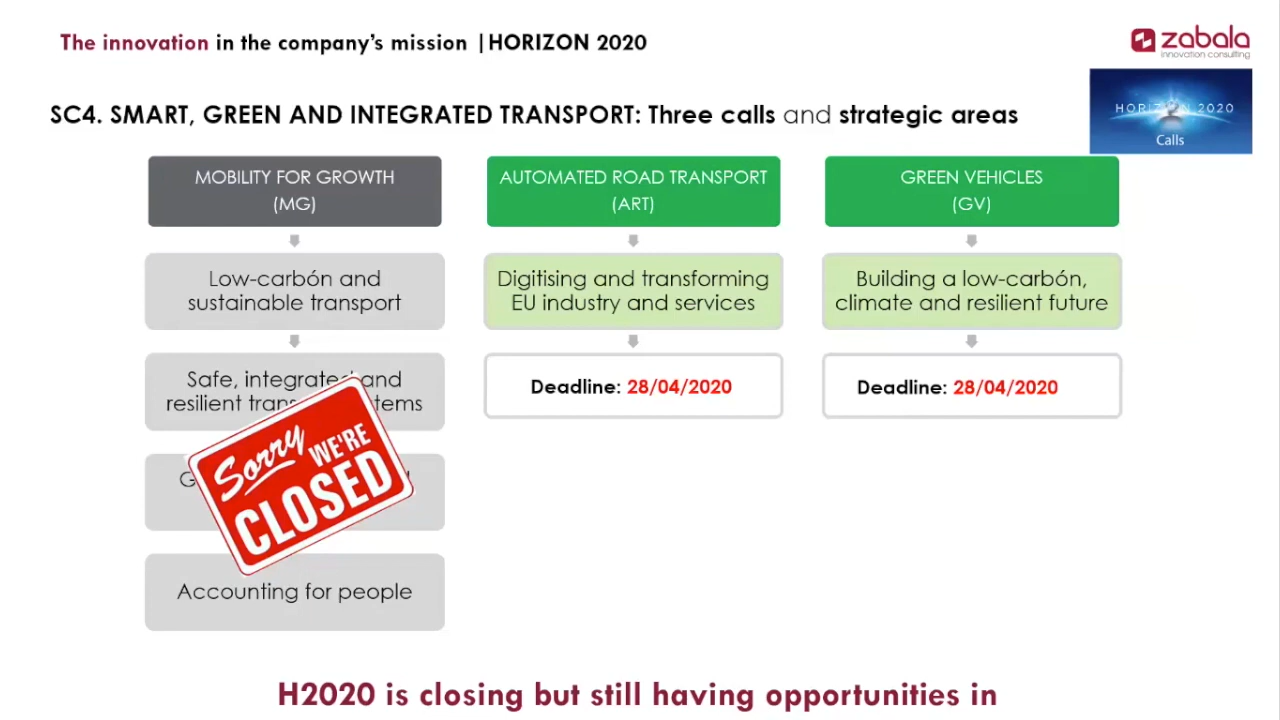 The innovation in the company's mission |HORIZON 2020
zabala
innovation consulting
SC4. SMART, GREEN AND INTEGRATED TRANSPORT: Three calls and strategic areas
HORIZON 2020
Calls
MOBILITY FOR GROWTH
(MG)
Low-carbón and
sustainable transport
Safe, integrated and
resilient
Sorry
WE'RE
CLOSED
Accounting for people
AUTOMATED ROAD TRANSPORT
(ART)
Digitising and transforming
EU industry and services
Deadline: 28/04/2020
GREEN VEHICLES
(GV)
Building a low-carbón,
climate and resilient future
Deadline: 28/04/2020
H2020 is closing but still having opportunities in